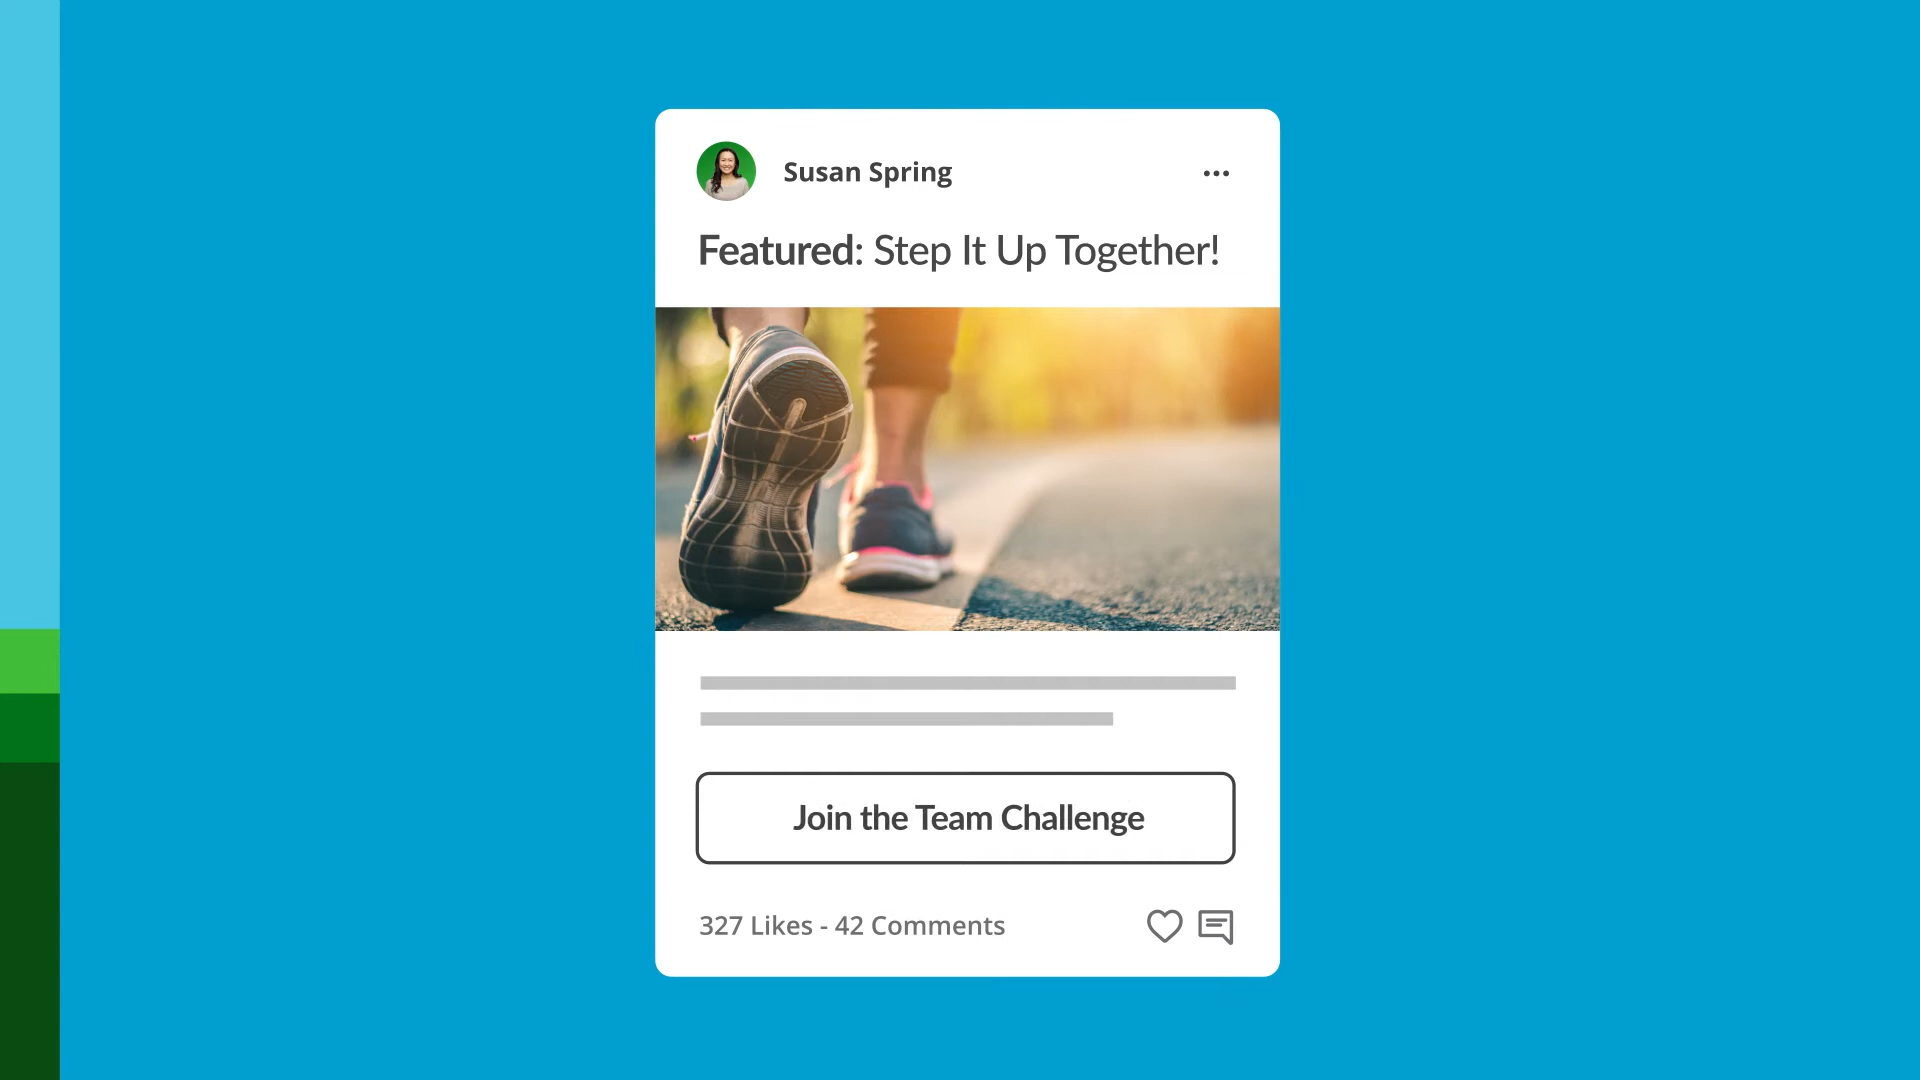 Susan Spring
Featured: Step It Up Together!
Join the Team Challenge
327 Likes - 42 Comments